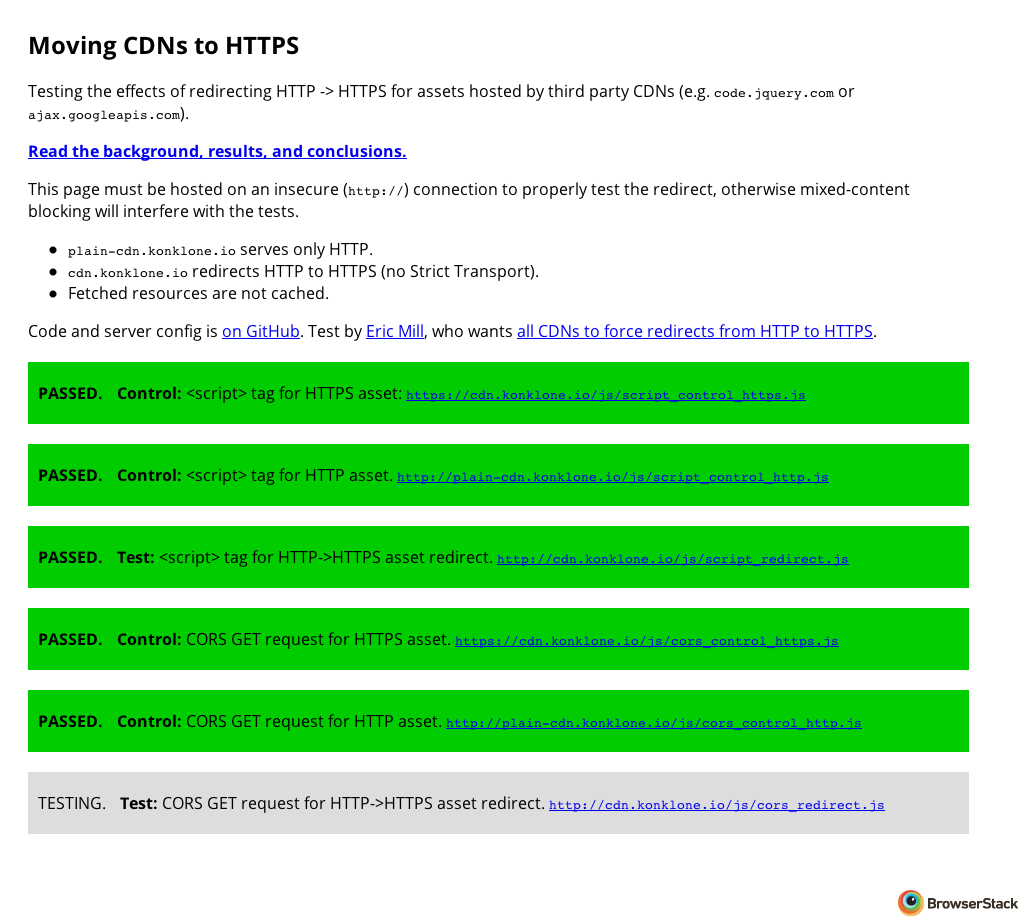 Moving CDNs to HTTPS
Testing the effects of redirecting HTTP -> HTTPS for assets hosted by third party CDNs (e.g. code.jquery.com or
ajax.googleapis.com).
Read the background, results, and conclusions.
This page must be hosted on an insecure (http://) connection to properly test the redirect, otherwise mixed-content
blocking will interfere with the tests.
• plain-cdn.konklone.io serves only HTTP.
• cdn.konklone.io redirects HTTP to HTTPS (no Strict Transport).
• Fetched resources are not cached.
Code and server config is on GitHub. Test by Eric Mill, who wants all CDNs to force redirects from HTTP to HTTPS.
PASSED. Control: <script> tag for HTTPS asset: https://cdn.konklone.io/js/script_control_https.js
PASSED. Control: <script> tag for HTTP asset. http://plain-cdn.konklone.io/js/script_control_http.js
PASSED. Test: <script> tag for HTTP->HTTPS asset redirect. http://cdn.konklone.io/js/script_redirect.js
PASSED. Control: CORS GET request for HTTPS asset. https://cdn.konklone.io/js/cors_control_https.js
PASSED. Control: CORS GET request for HTTP asset. http://plain-cdn.konklone.io/js/cors_control_http.js
TESTING. Test: CORS GET request for HTTP->HTTPS asset redirect. http://cdn.konklone.io/js/cors_redirect.js
BrowserStack